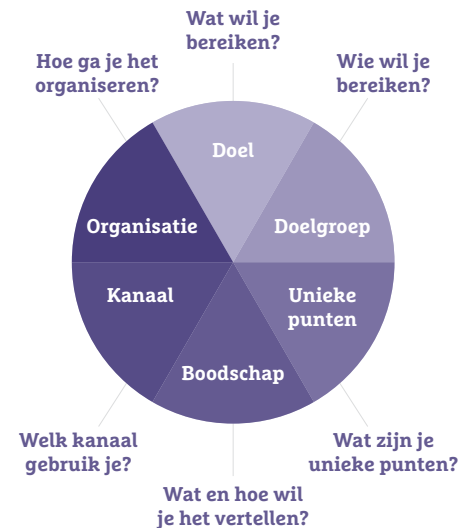 Wat wil je
bereiken?
Hoe ga je het
organiseren?
Wie wil je
bereiken?
Doel
Organisatie
Doelgroep
Kanaal
Unieke
punten
Boodschap
Welk kanaal
gebruik je?
Wat zijn je
unieke punten?
Wat en hoe wil
je het vertellen?